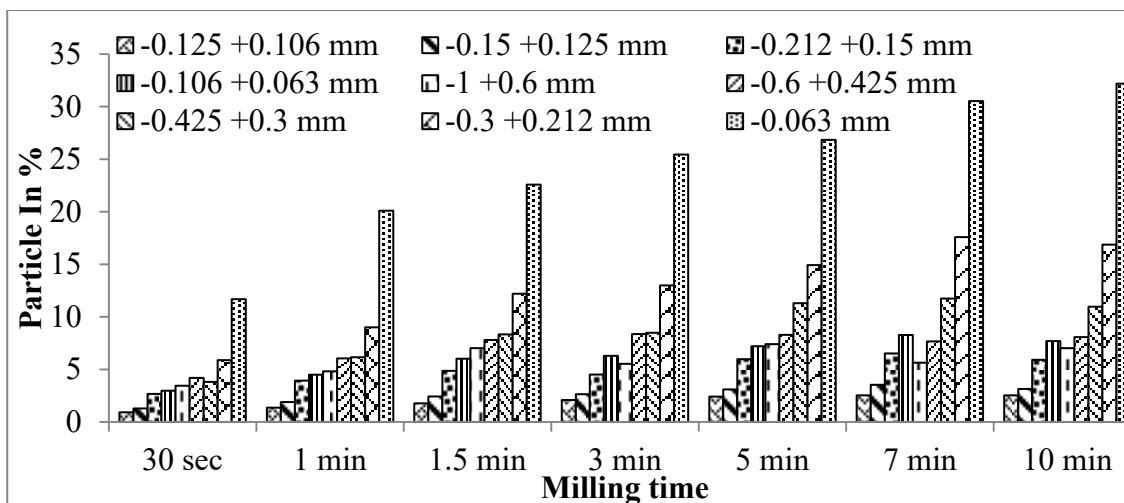 -0.125 +0.106 mm -0.15 +0.125 mm -0.212 +0.15 mm
-0.106 +0.063 mm -1 +0.6 mm -0.6 +0.425 mm
-0.425 +0.3 mm -0.3 +0.212 mm -0.063 mm
Particle In %
35
30
25
20
15
10
5
0
30 sec 1 min 1.5 min 3 min 5 min 7 min 10 min
Milling time